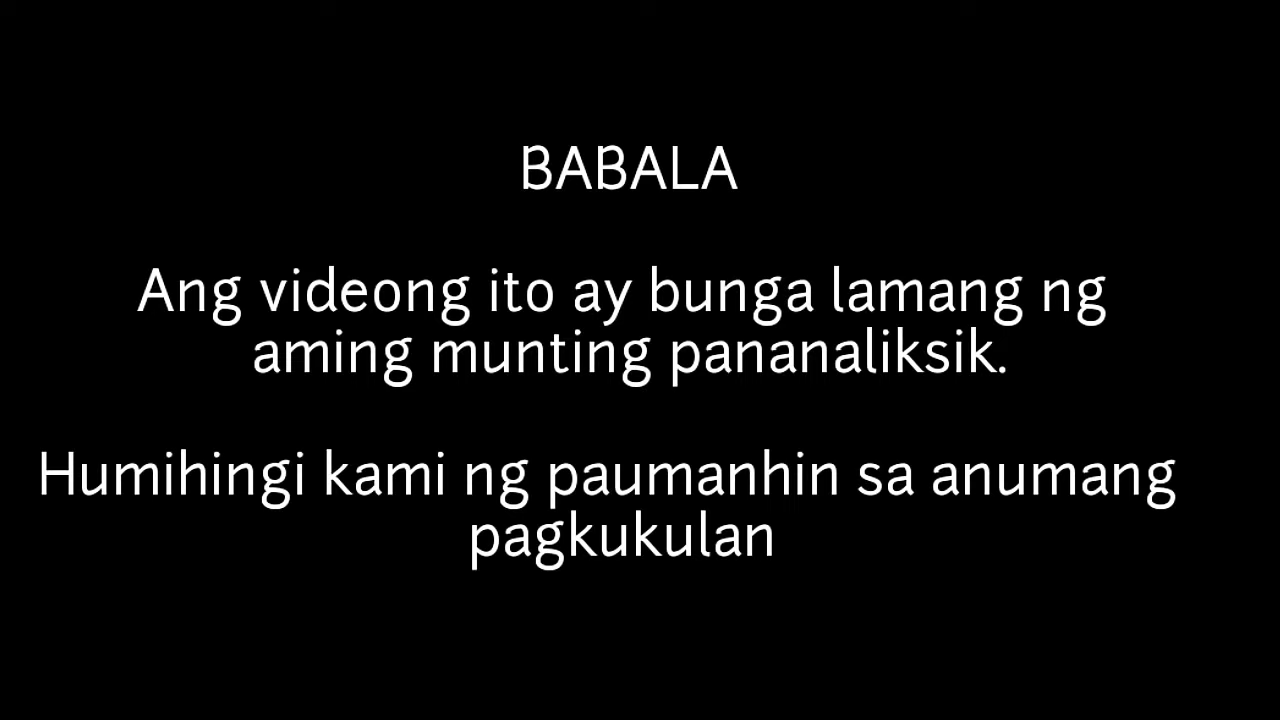 BABALA
Ang videong ito ay bunga lamang ng
aming munting pananaliksik.
Humihingi kami ng paumanhin sa anumang
pagkukulan